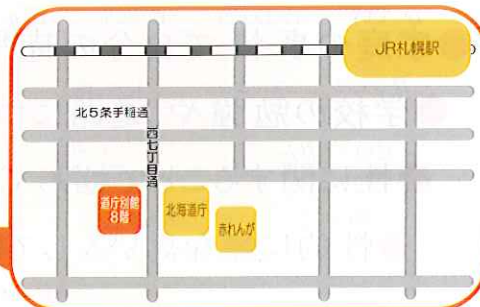 JR札幌駅
北5条手稲通
西七丁目通
道庁別館
8階
北海道庁
赤れんが